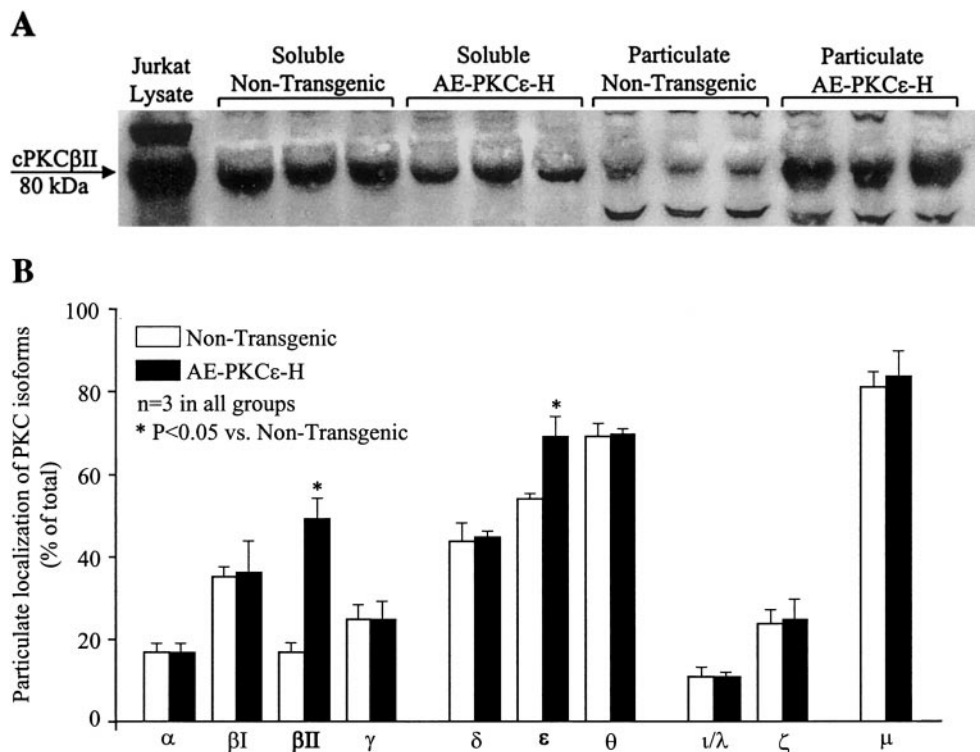 A
Jurkat
Lysate
Soluble
Non-Transgenic
Soluble
AE-PKCε-H
Particulate
Non-Transgenic
Particulate
AE-PKCε-H
cPKCβII
80 kDa
B
Particulate localization of PKC isoforms
(% of total)
100
80
60
40
20
0
Non-Transgenic
AE-PKCε-H
n=3 in all groups
* P<0.05 vs. Non-Transgenic
*
*
α βI βII γ δ ε θ ι/λ ζ μ